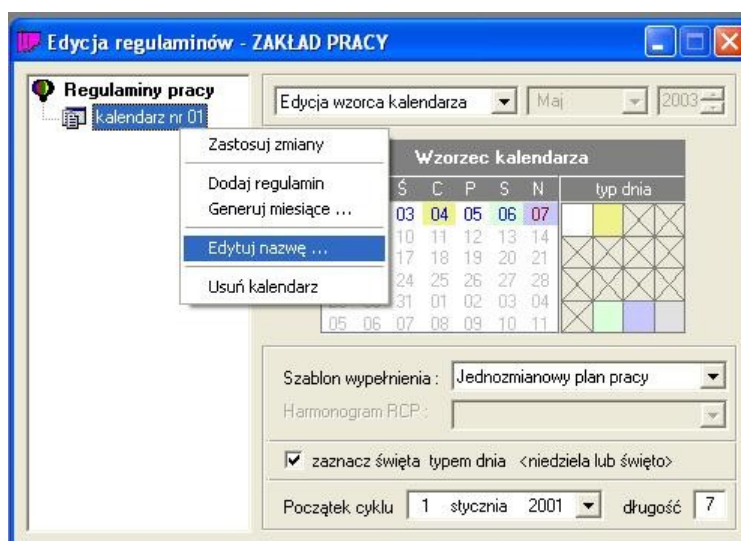 Edycja regulaminów - ZAKŁAD PRACY
Regulaminy pracy
kalendarz nr 01
Zastosuj zmiany
Dodaj regulamin
Generuj miesiące ...
Edytuj nazwę ...
Usuń kalendarz
Edycja wzorca kalendarza Maj 2003
Wzorzec kalendarza
Ś C P S N typ dnia
03 04 05 06 07
10 11 12 13 14
17 18 19 20 21
24 25 26 27 28
31 01 02 03 04
05 06 07 08 09 10 11
Szablon wypełnienia : Jednozmianowy plan pracy
Harmonogram RCP :
zaznacz święta typem dnia <niedziela lub święto>
Początek cyklu 1 stycznia 2001 długość 7